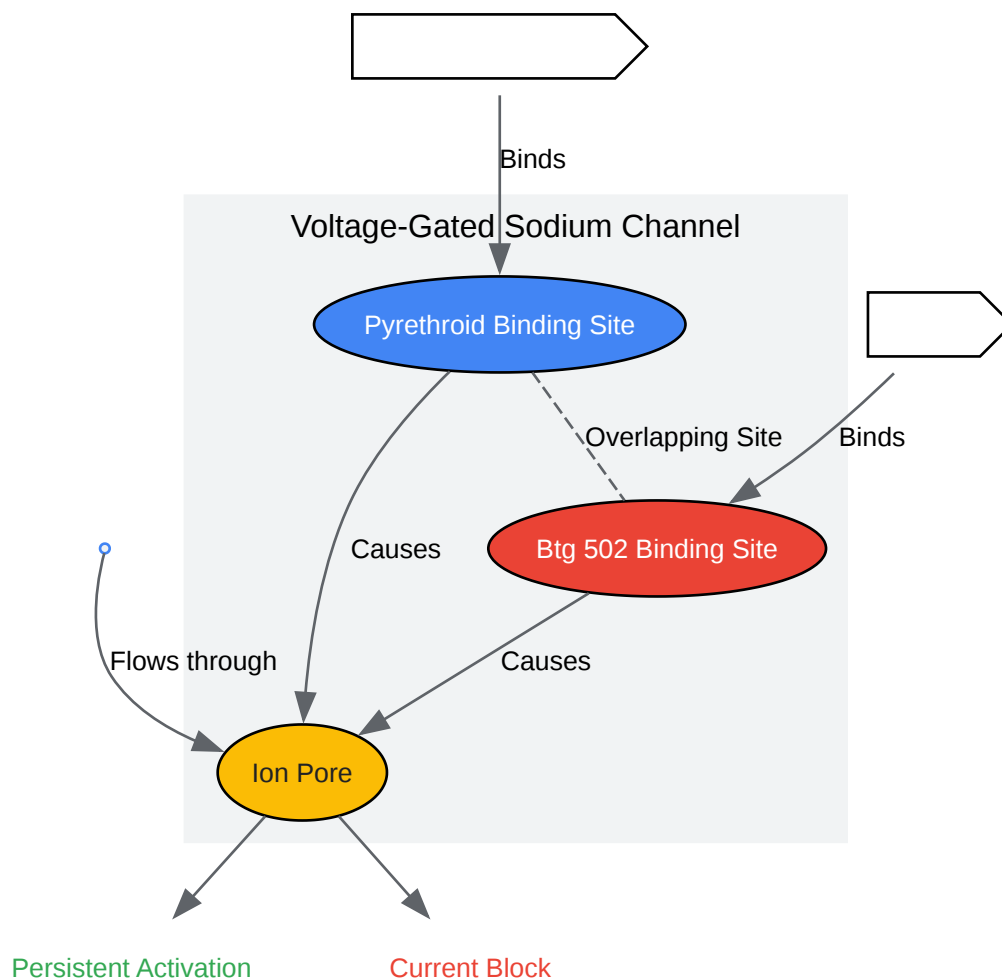 Binds
Voltage-Gated Sodium Channel
Pyrethroid Binding Site
Overlapping Site
Binds
Btg 502 Binding Site
Causes
Flows through
Causes
Ion Pore
Persistent Activation
Current Block